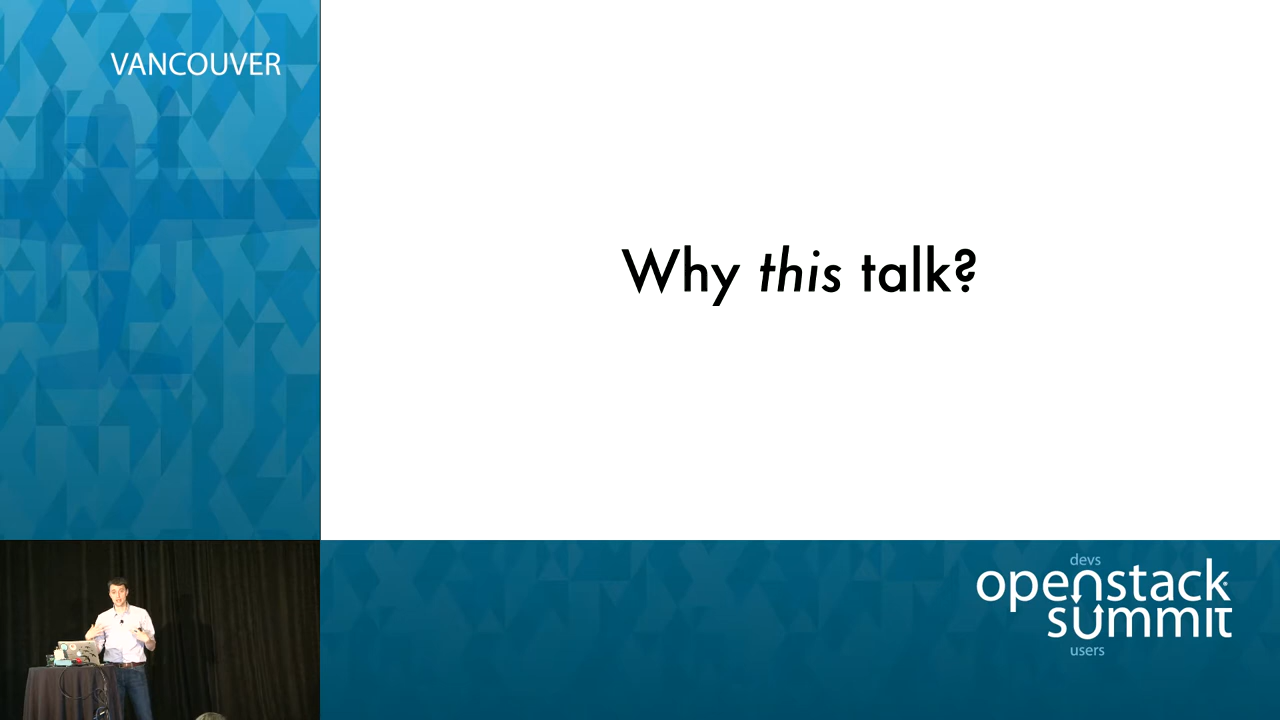 VANCOUVER
Why this talk?
devs
openstack
summit
users